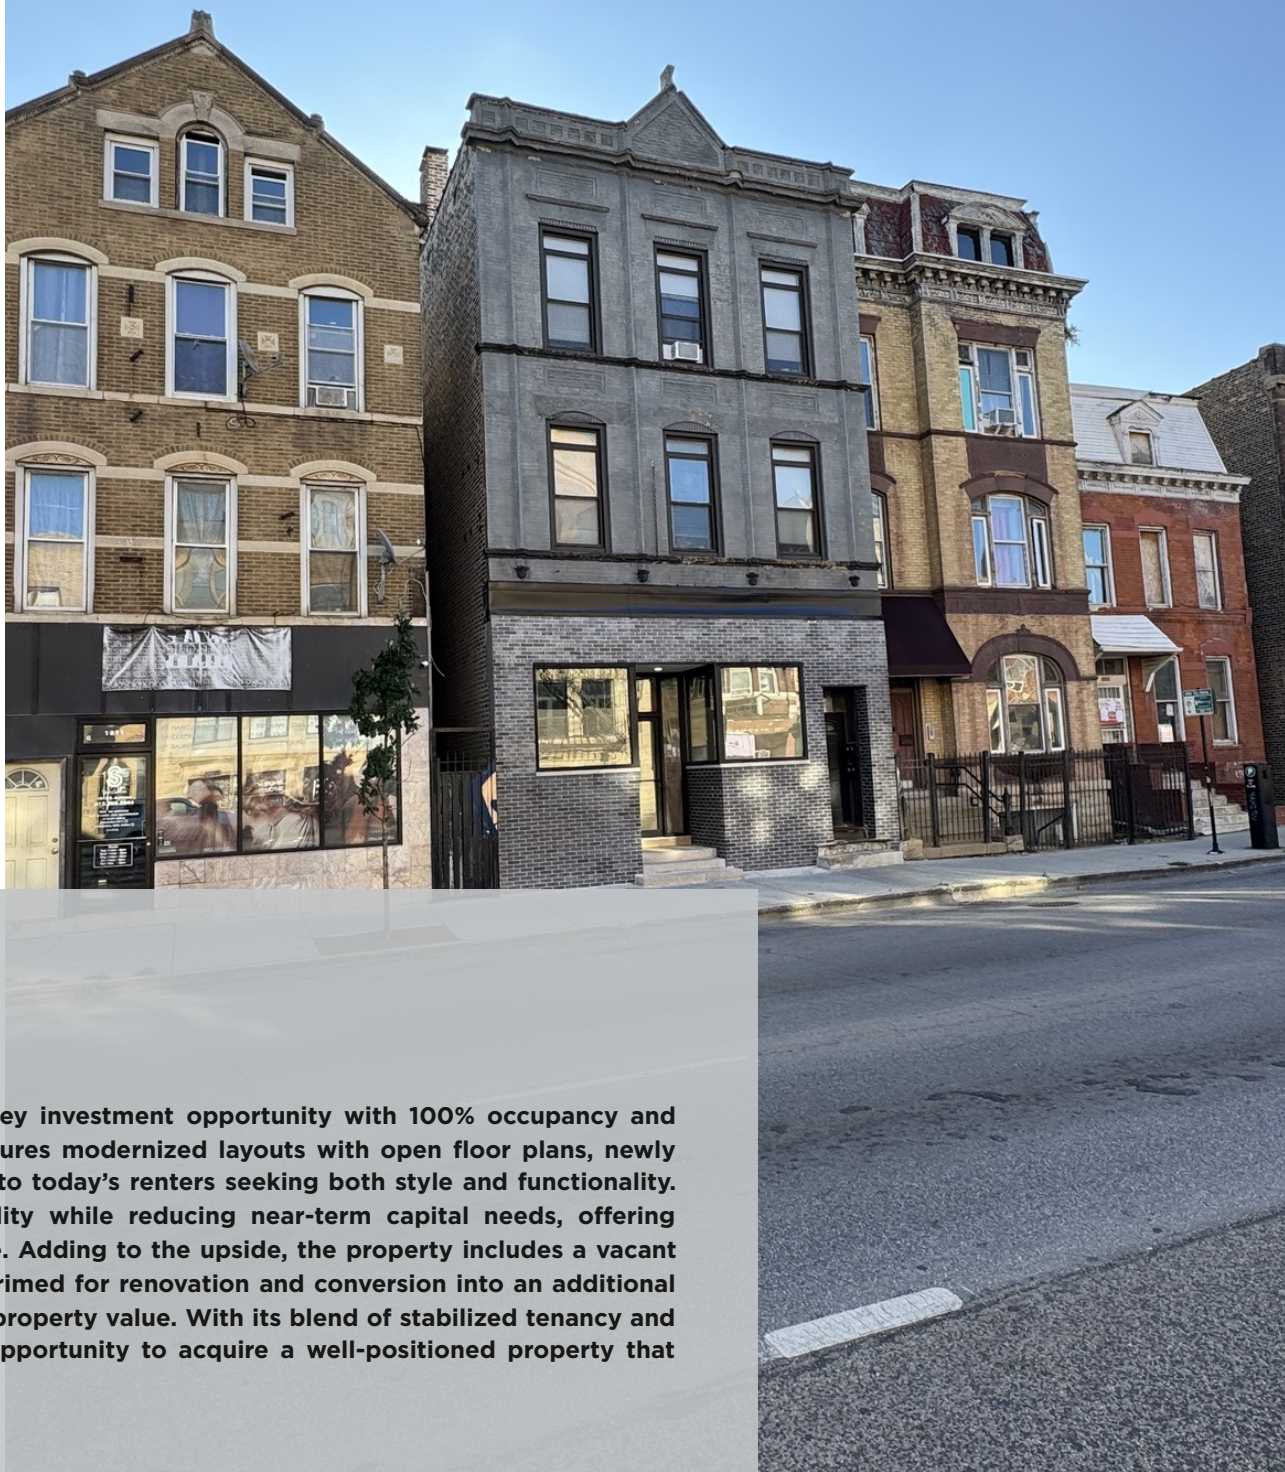 1611
S
ey investment opportunity with 100% occupancy and
ures modernized layouts with open floor plans, newly
to today’s renters seeking both style and functionality.
lity while reducing near-term capital needs, offering
e. Adding to the upside, the property includes a vacant
rimed for renovation and conversion into an additional
property value. With its blend of stabilized tenancy and
pportunity to acquire a well-positioned property that